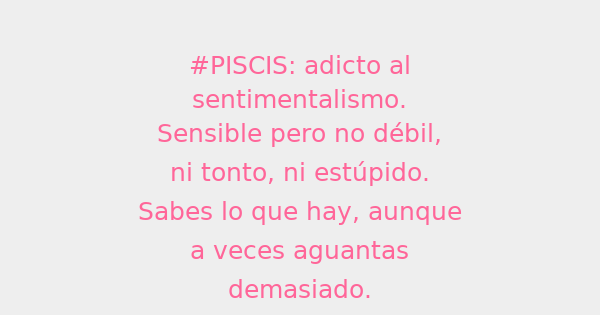 #PISCIS: adicto al
sentimentalismo.
Sensible pero no débil,
ni tonto, ni estúpido.
Sabes lo que hay, aunque
a veces aguantas
demasiado.